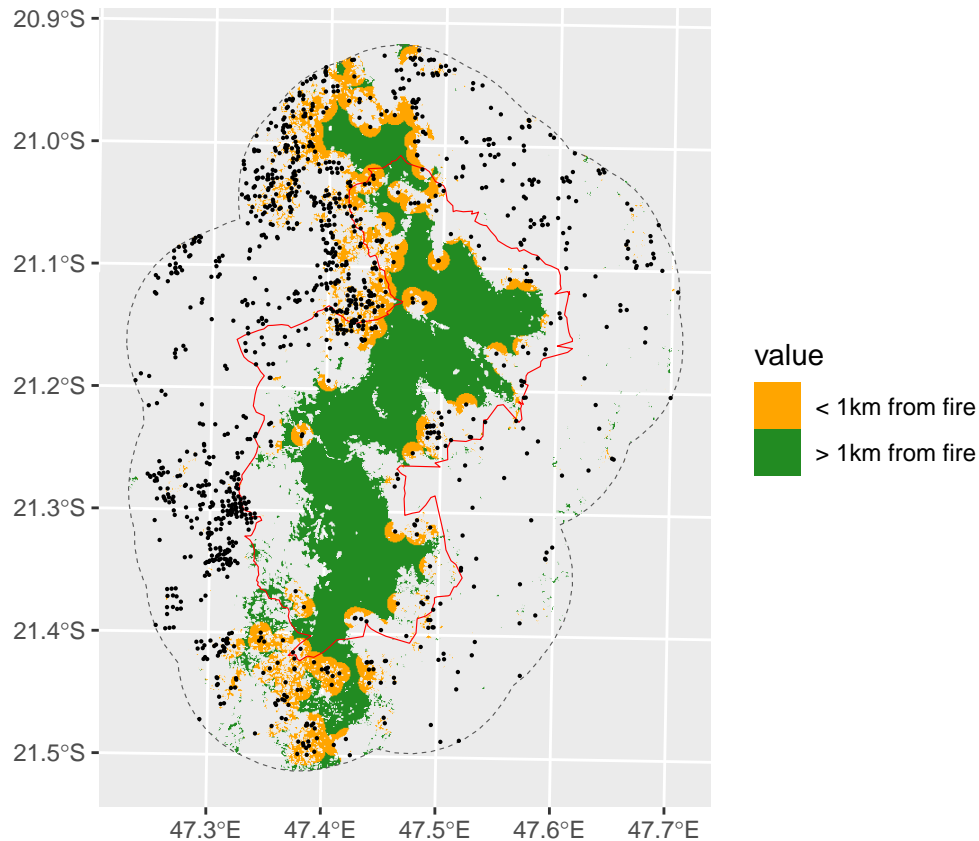 20.9°S
21.0°S
21.1°S
21.2°S
21.3°S
21.4°S
21.5°S
47.3°E 47.4°E 47.5°E 47.6°E 47.7°E
value
< 1km from fire
> 1km from fire